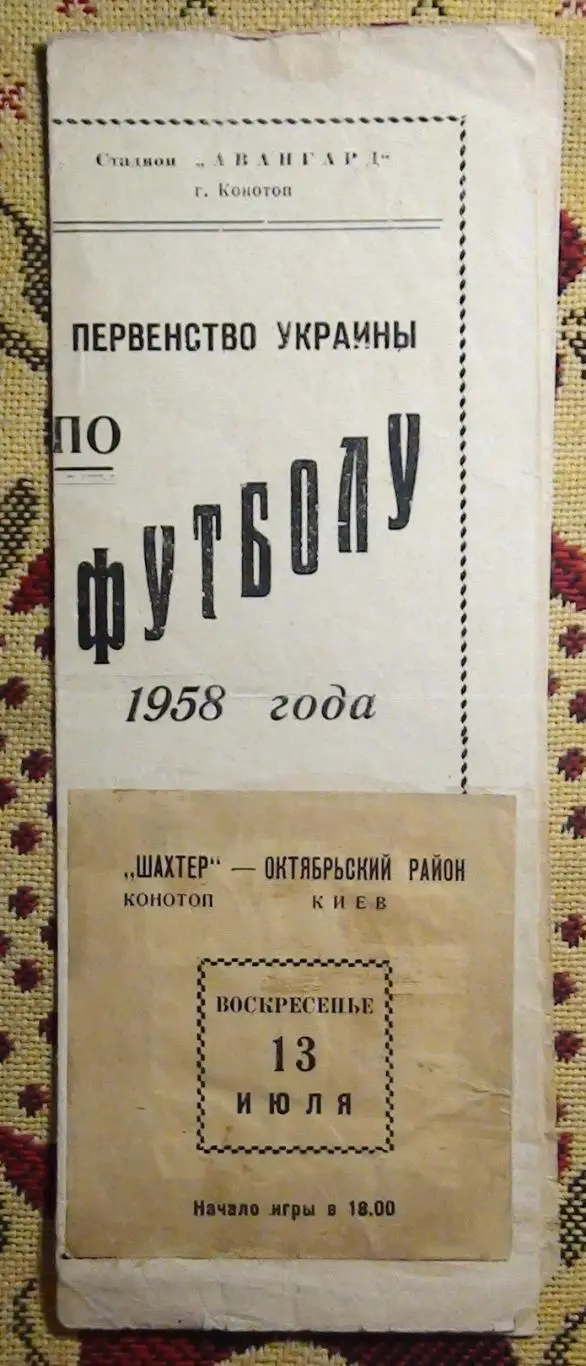 Стадион „АВАНГАРД"
г. Конотоп
ПЕРВЕНСТВО УКРАИНЫ
ПО
ФУТБОЛУ
1958 года
„ШАХТЕР" — ОКТЯБРЬСКИЙ РАЙОН
КОНОТОП КИЕВ
ВОСКРЕСЕНЬЕ
13
ИЮЛЯ
Начало игры в 18.00